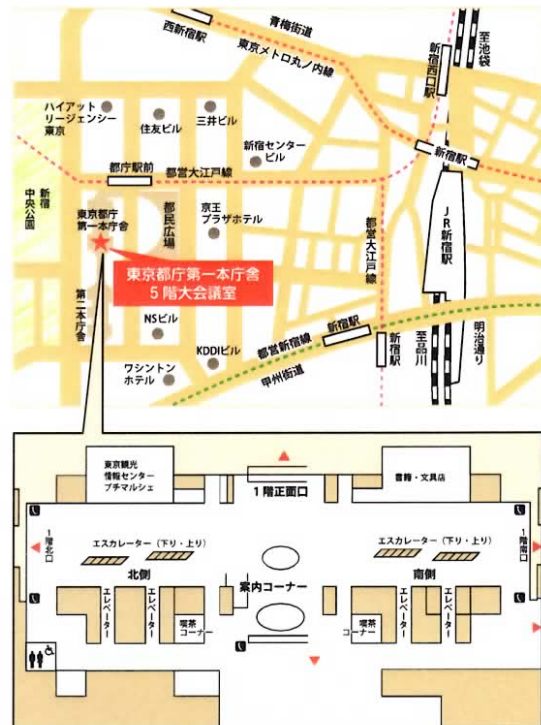 青梅街道
西新宿駅
東京メトロ丸ノ内線
新宿西口駅
至池袋
ハイアット
リージェンシー
東京
住友ビル
三井ビル
新宿センター
ビル
新宿駅
都庁駅前
都営大江戸線
新宿
中央公園
東京都庁
第一本庁舎
都民広場
京王
プラザホテル
都営大江戸線
JR新宿駅
東京都庁第一本庁舎
5階大会議室
第二本庁舎
NSビル
KDDIビル
ワシントン
ホテル
都営新宿線
新宿駅
甲州街道
新宿駅
至品川
明治通り
東京観光
情報センター
プチマルシェ
1階正面口
書籍・文具店
1階北口
エスカレーター（下り・上り）
北側
案内コーナー
エスカレーター（下り・上り）
南側
1階南口
エレベーター
エレベーター
喫茶
コーナー
喫茶
コーナー
エレベーター
エレベーター